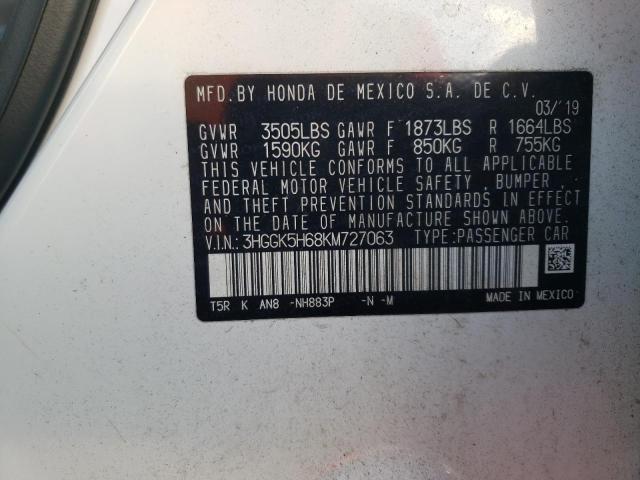 MFD.BY HONDA DE MEXICO S.A. DE C.V.
03/'19
GVWR 3505LBS GAWR F 1873LBS R 1664LBS
GVWR 1590KG GAWR F 850KG R 755KG
THIS VEHICLE CONFORMS TO ALL APPLICABLE
FEDERAL MOTOR VEHICLE SAFETY , BUMPER ,
AND THEFT PREVENTION STANDARDS IN EFFECT
ON THE DATE OF MANUFACTURE SHOWN ABOVE.
V.I.N.: 3HGGK5H68KM727063 TYPE:PASSENGER CAR
T5R K AN8 -NH883P -N -M MADE IN MEXICO